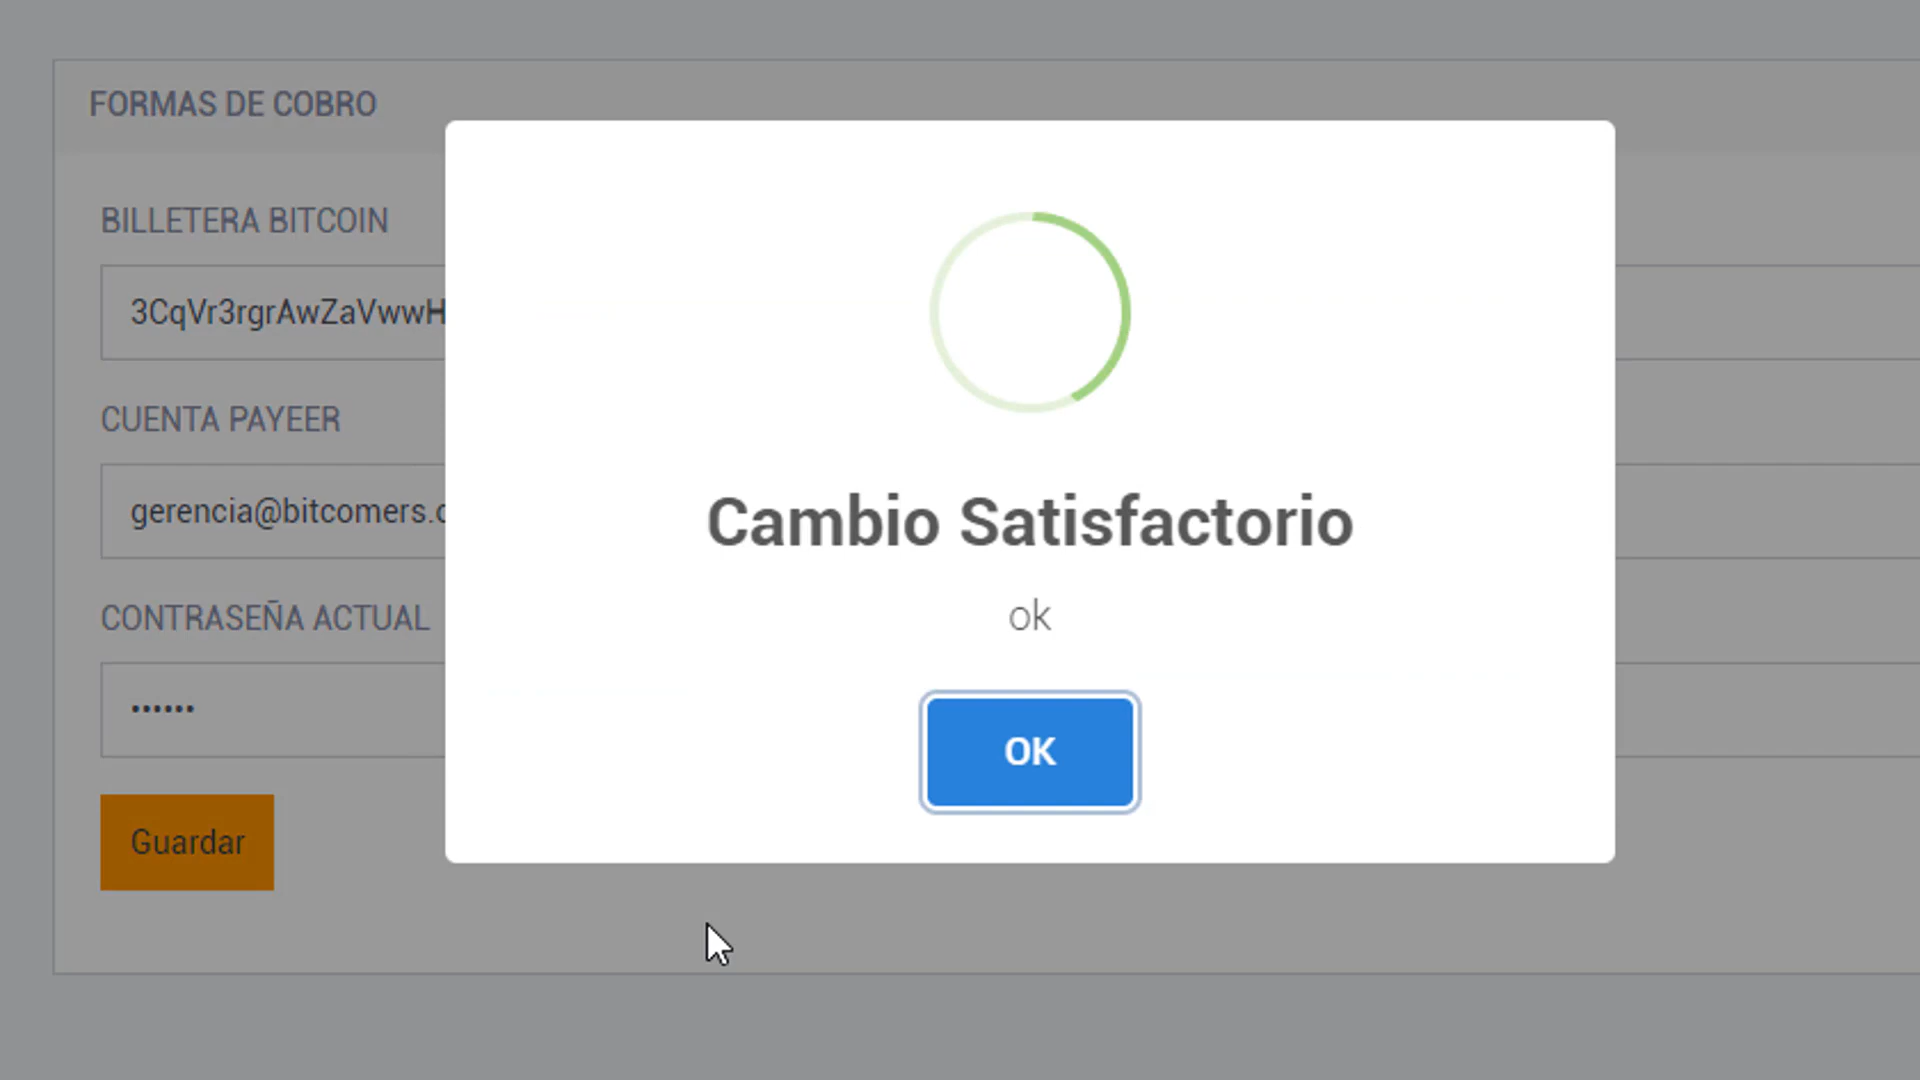 FORMAS DE COBRO
BILLETERA BITCOIN
3CqVr3rgrAwZaVwwH
CUENTA PAYEER
gerencia@bitcomers.c
CONTRASEÑA ACTUAL
••••••
Guardar
Cambio Satisfactorio
ok
OK